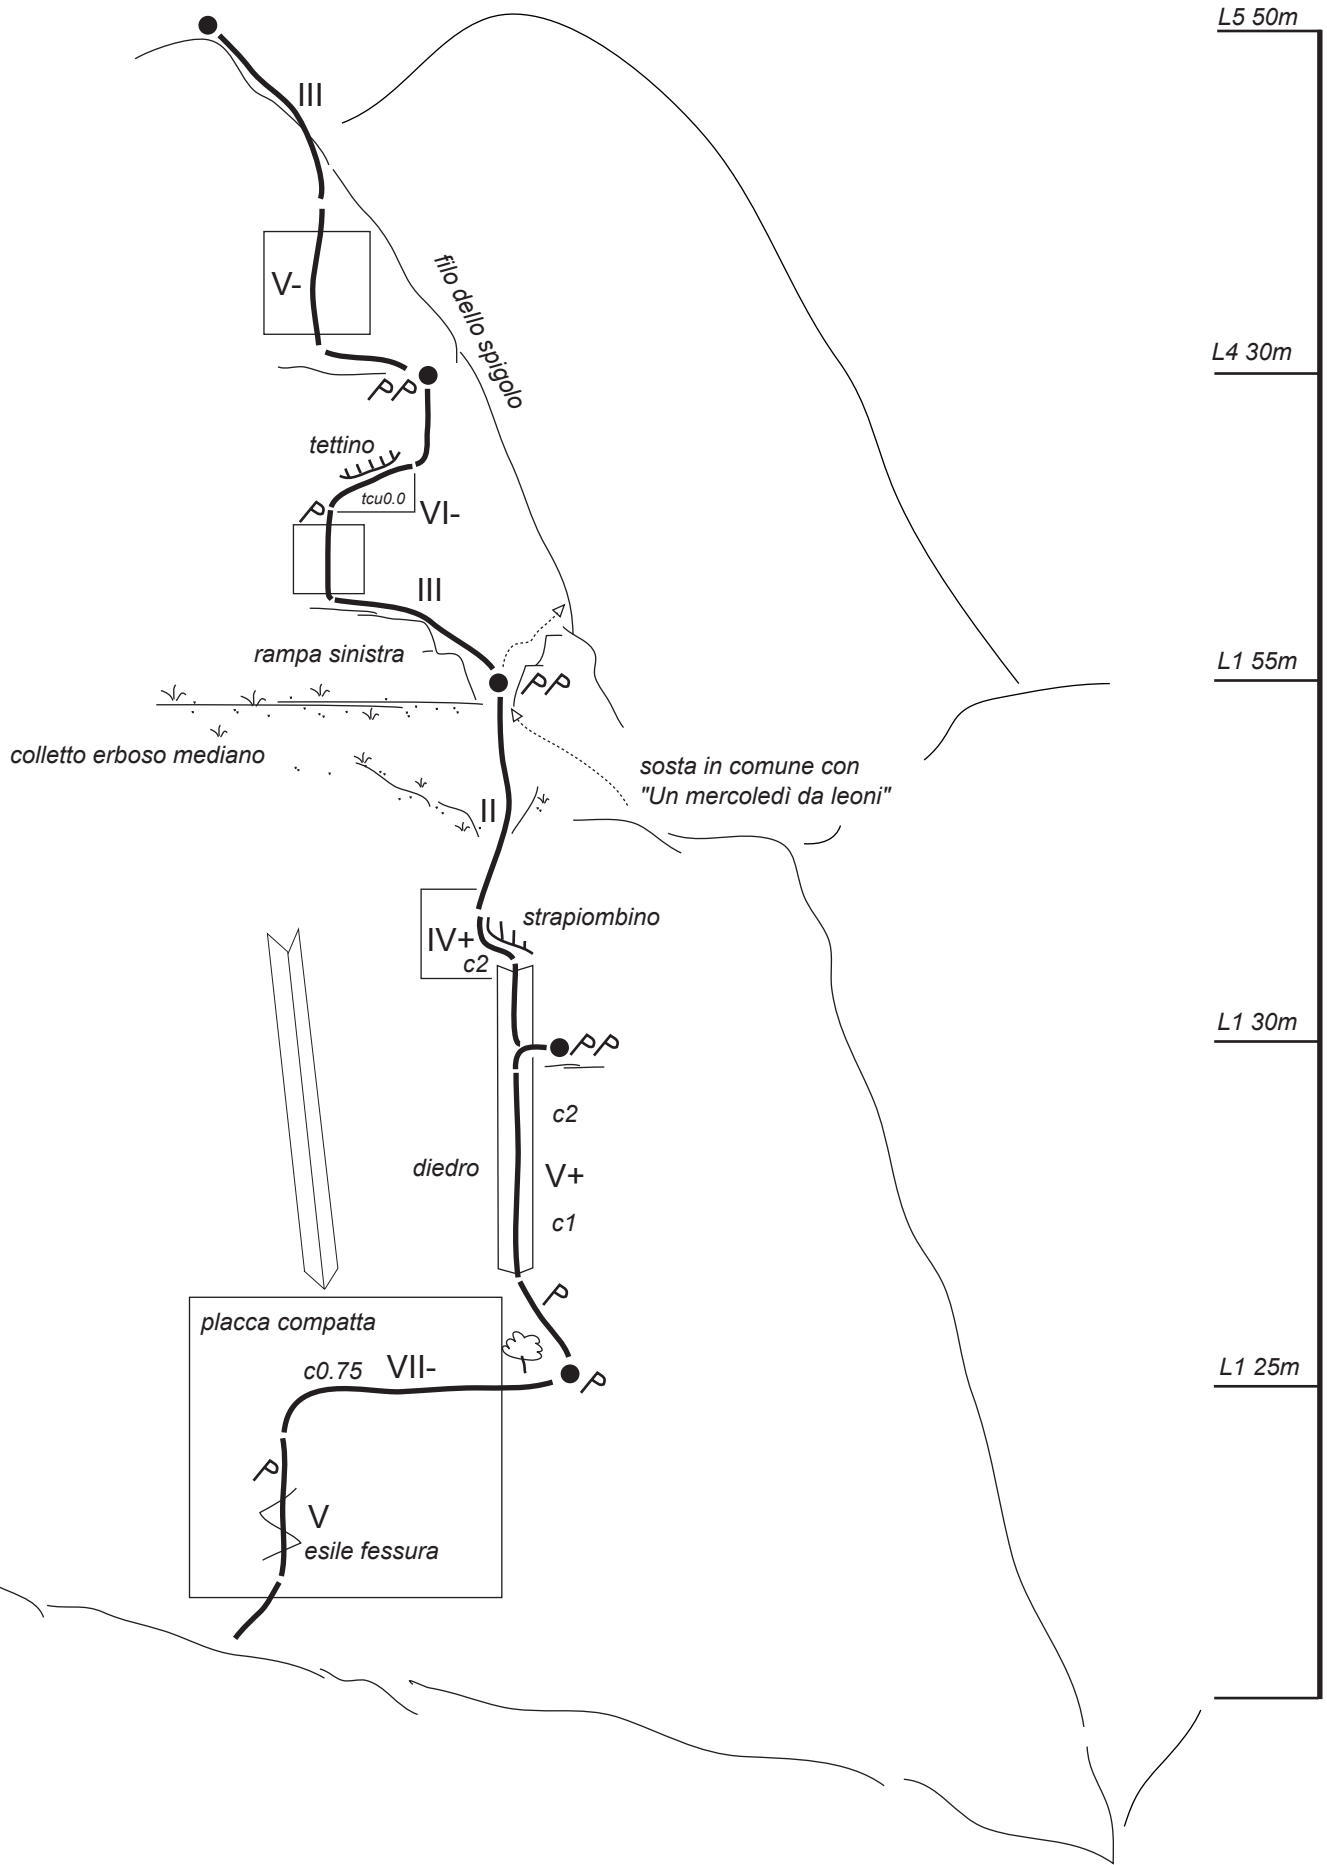 L5 50m
III
V-
filo dello spigolo
L4 30m
PP
tettino
tcu0.0
P
VI-
III
rampa sinistra
L1 55m
PP
colletto erboso mediano
sosta in comune con
"Un mercoledì da leoni"
II
strapiombino
IV+
c2
L1 30m
PP
c2
diedro
V+
c1
P
placca compatta
c0.75
VII-
P
L1 25m
P
V
esile fessura